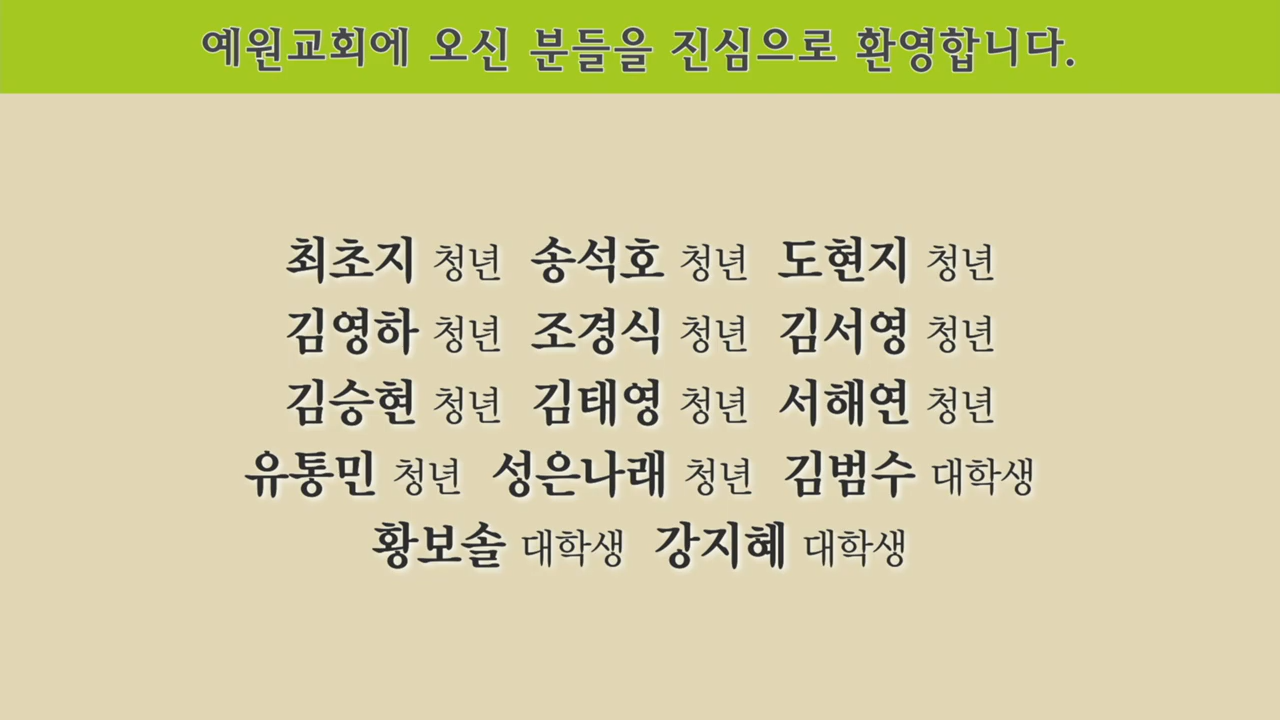 예원교회에 오신 분들을 진심으로 환영합니다.
최초지 청년 송석호 청년 도현지 청년
김영하 청년 조경식 청년 김서영 청년
김승현 청년 김태영 청년 서해연 청년
유통민 청년 성은나래 청년 김범수 대학생
황보솔 대학생 강지혜 대학생